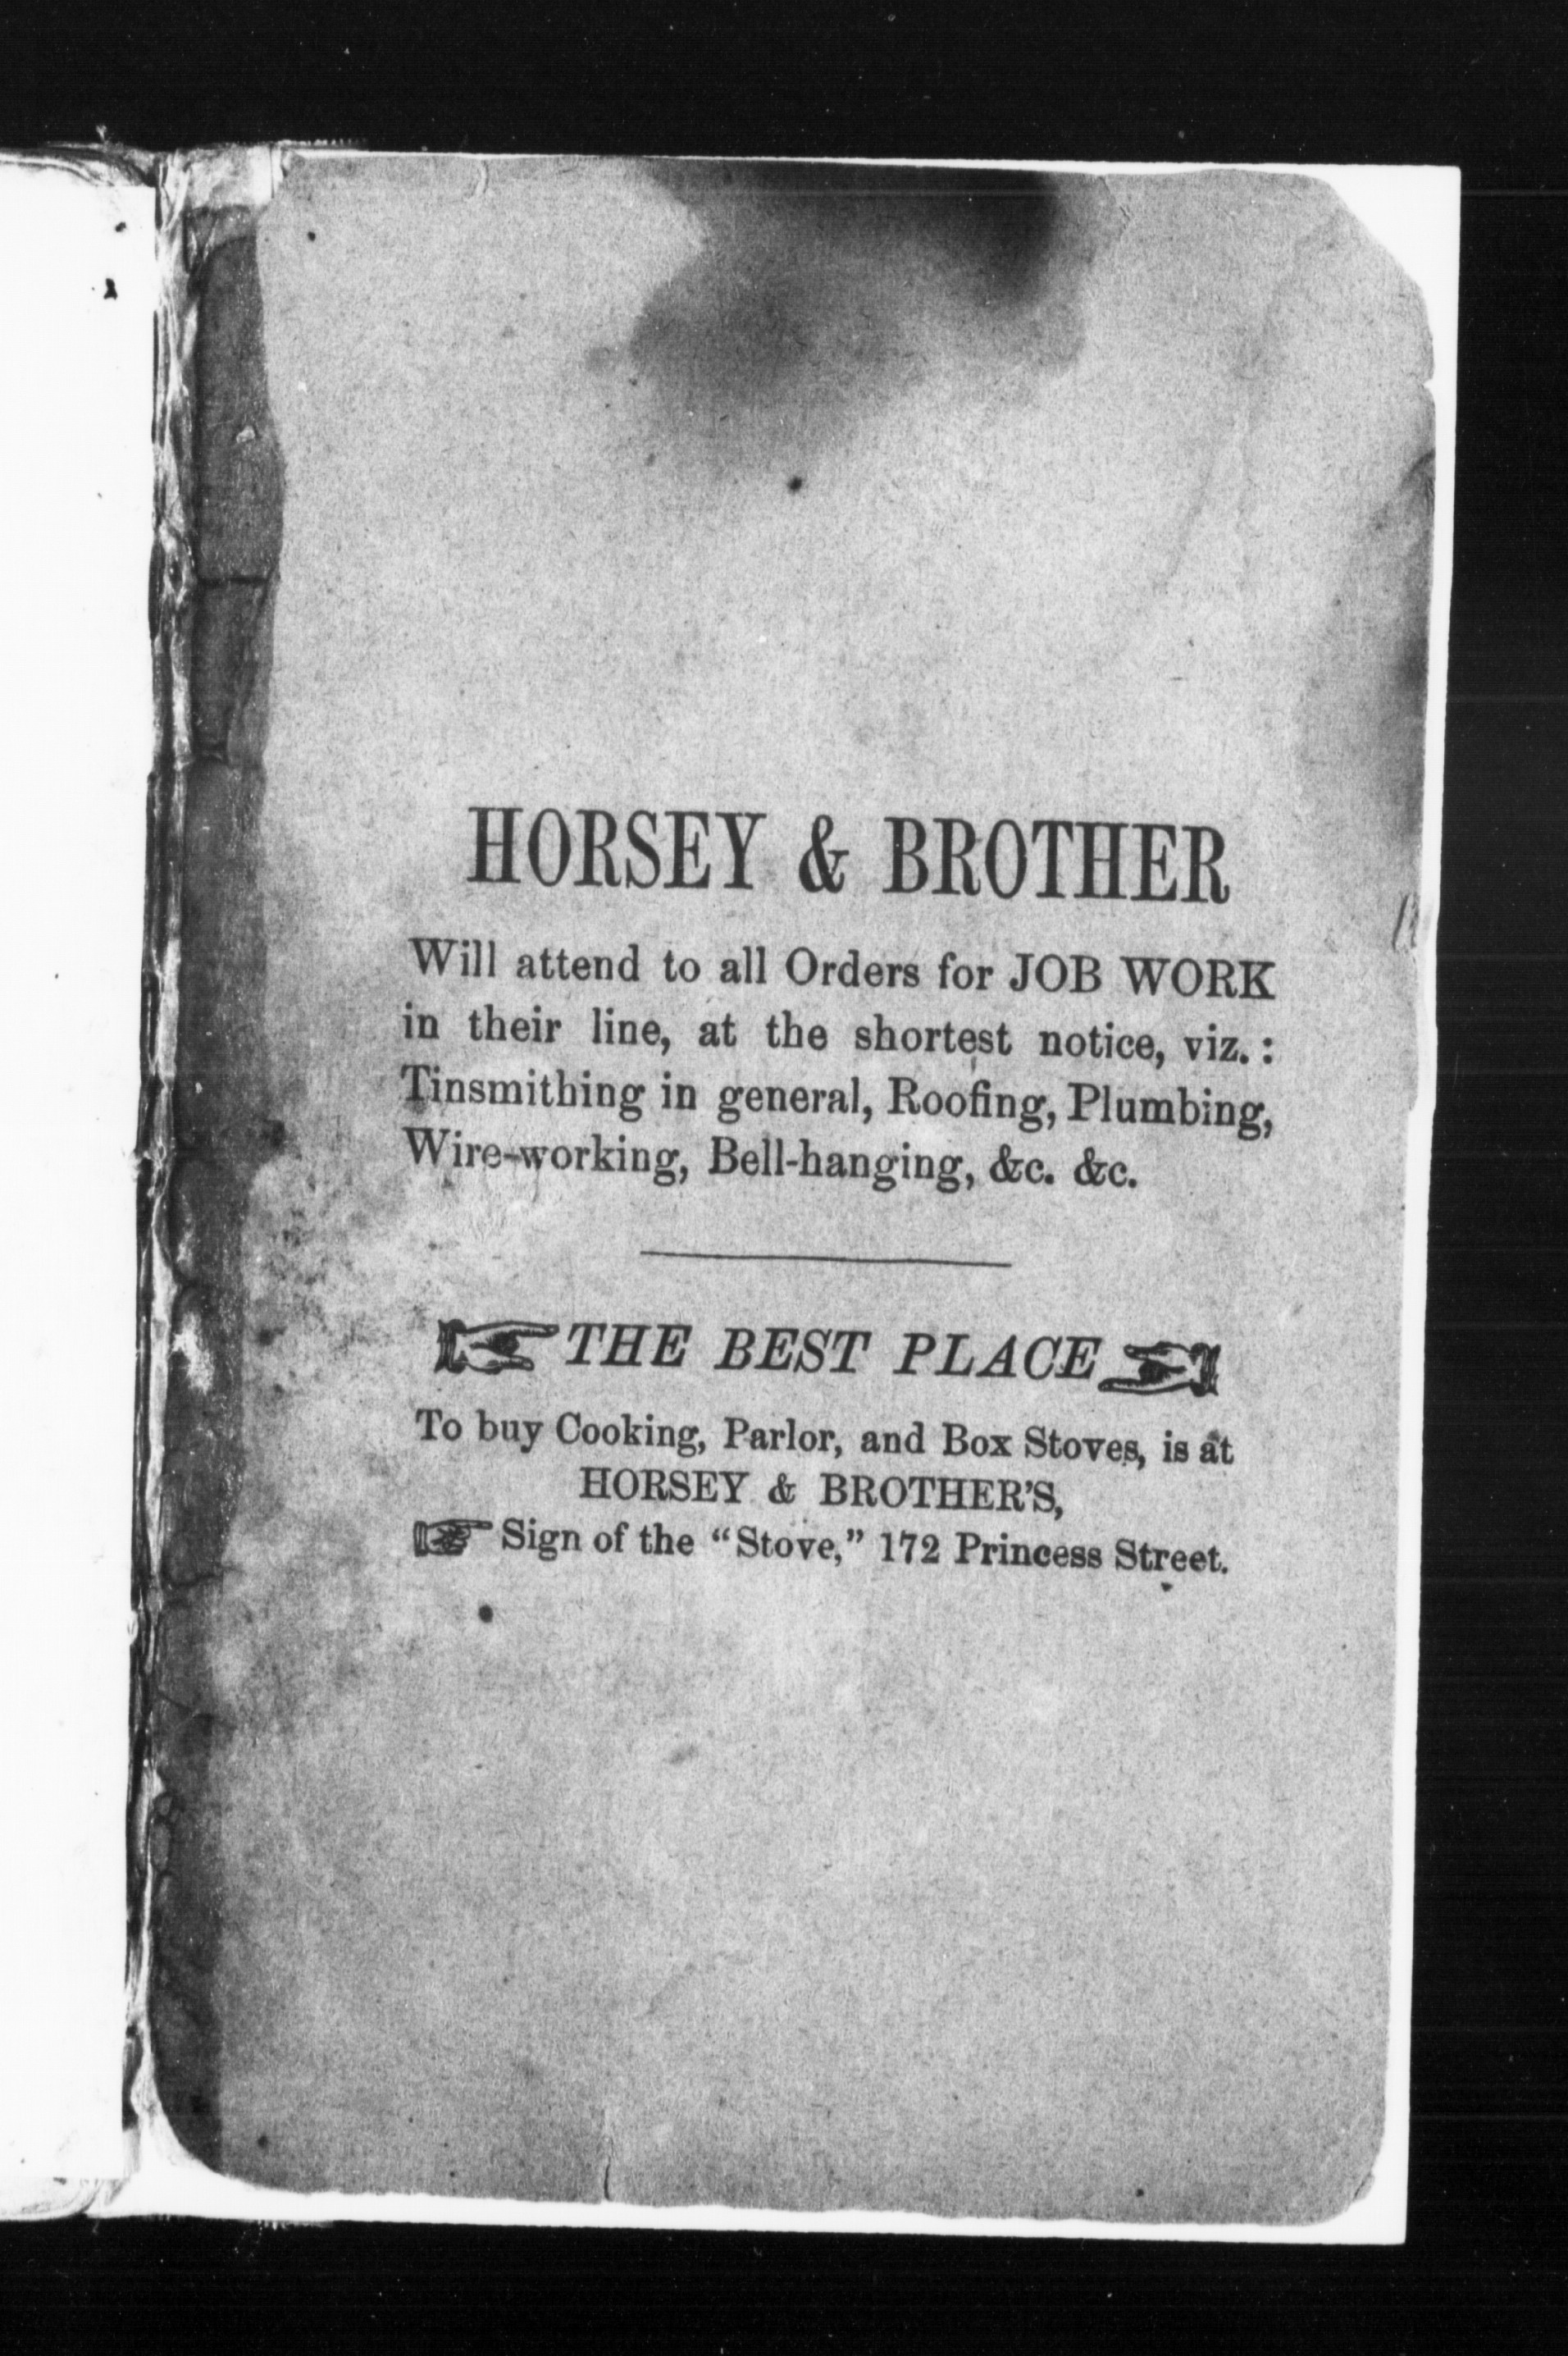 HORSEY & BROTHER
Will attend to all Orders for JOB WORK
in their line, at the shortest notice, viz. :
Tinsmithing in general, Roofing, Plumbing,
Wire-working, Bell-hanging, &c. &c.
THE BEST PLACE
To buy Cooking, Parlor, and Box Stoves, is at
HORSEY & BROTHER'S,
Sign of the "Stove," 172 Princess Street.